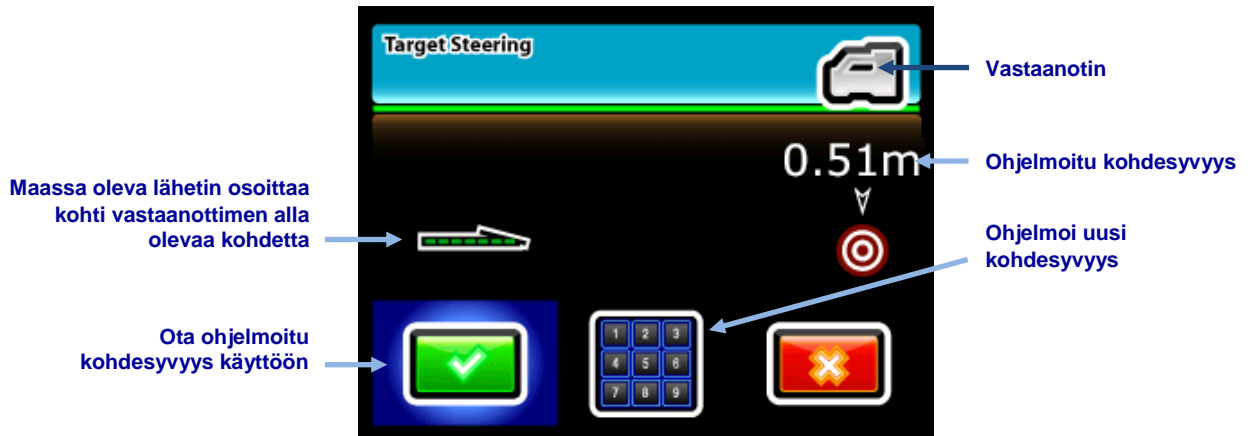 Target Steering
Vastaanotin
0.51m
Ohjelmoitu kohdesyvyys
Maassa oleva lähetin osoittaa
kohti vastaanottimen alla
olevaa kohdetta
Ohjelmoi uusi
kohdesyvyys
Ota ohjelmoitu
kohdesyvyys käyttöön
1 2 3
4 5 6
7 8 9